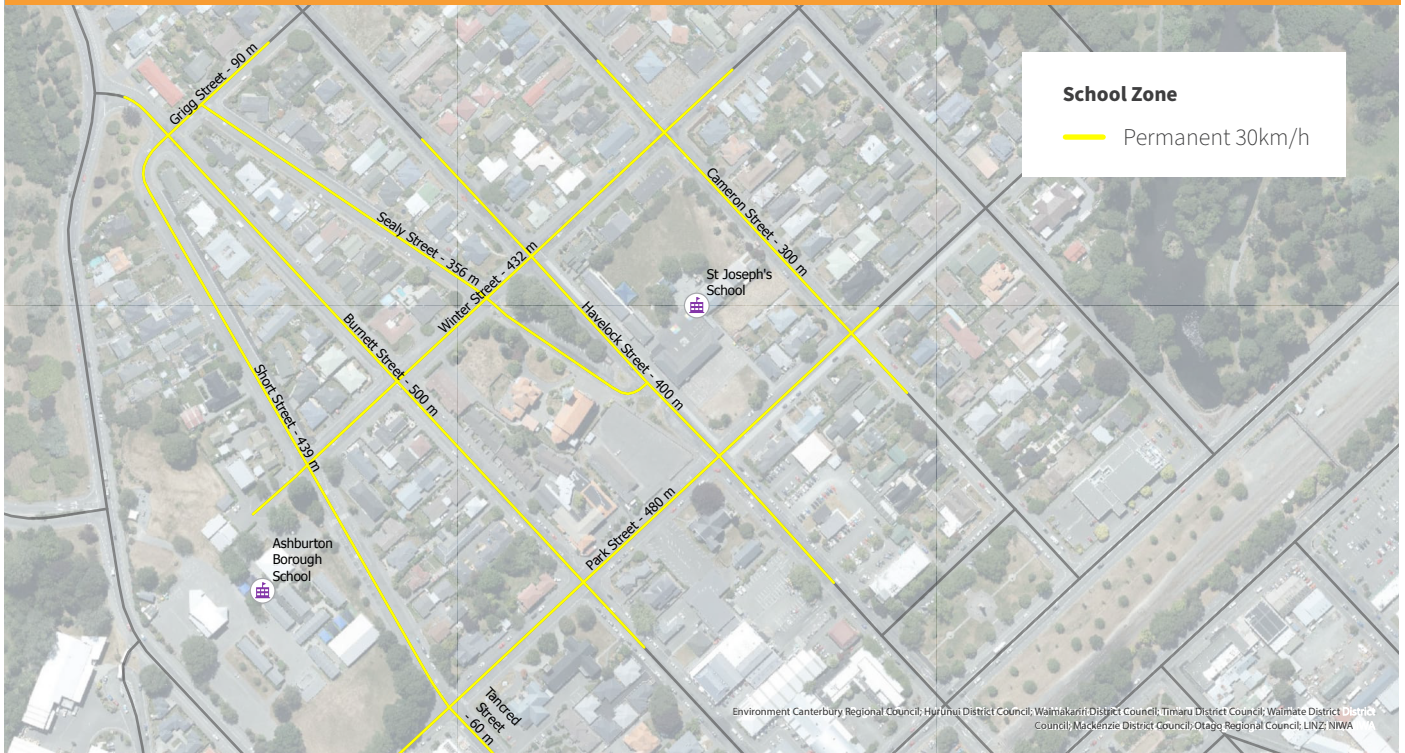 School Zone
Permanent 30km/h
Grigg Street - 90 m
Sealy Street - 356 m
Winter Street - 432 m
Cameron Street - 300 m
St Joseph's
School
Havelock Street - 400 m
Burnett Street - 500 m
Short Street - 439 m
Park Street - 480 m
Ashburton
Borough
School
Tancred
Street
- 60 m
Environment Canterbury Regional Council; Hurunui District Council; Waimakariri District Council; Timaru District Council; Waimate District
Council; Mackenzie District Council; Otago Regional Council; LINZ; NIWA